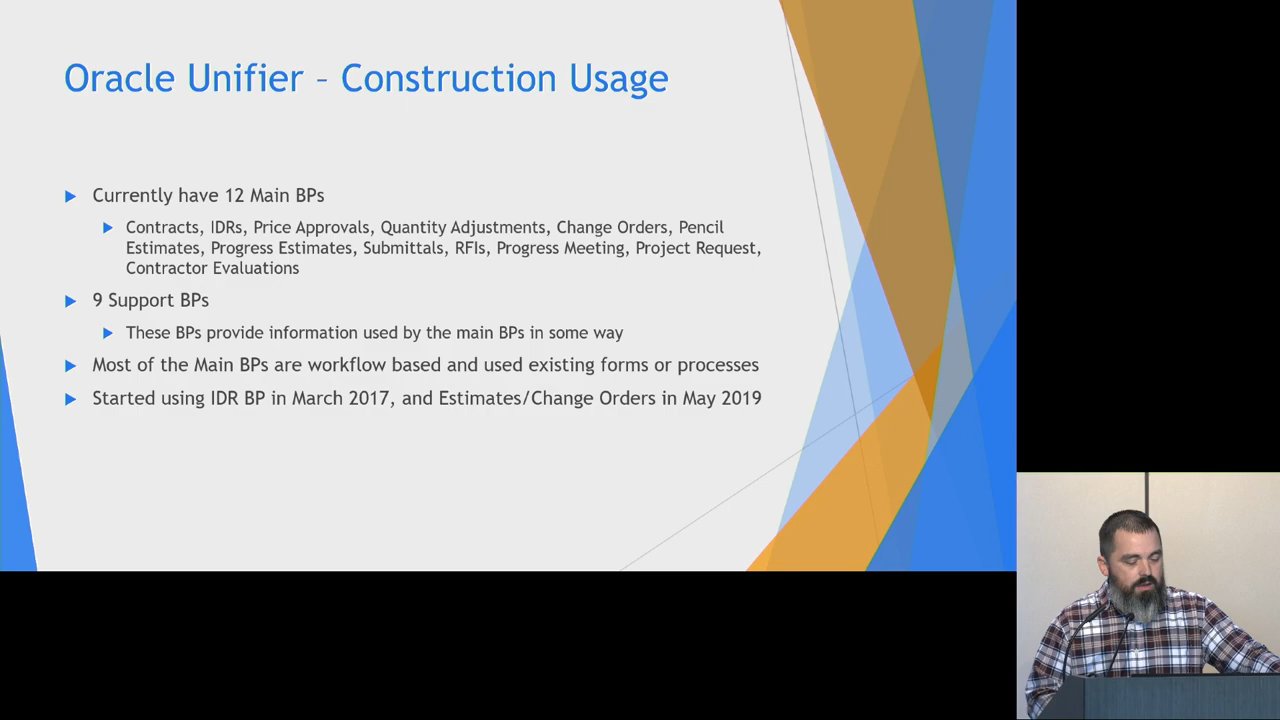 Oracle Unifier – Construction Usage
Currently have 12 Main BPs
Contracts, IDRs, Price Approvals, Quantity Adjustments, Change Orders, Pencil
Estimates, Progress Estimates, Submittals, RFIs, Progress Meeting, Project Request,
Contractor Evaluations
9 Support BPs
These BPs provide information used by the main BPs in some way
Most of the Main BPs are workflow based and used existing forms or processes
Started using IDR BP in March 2017, and Estimates/Change Orders in May 2019